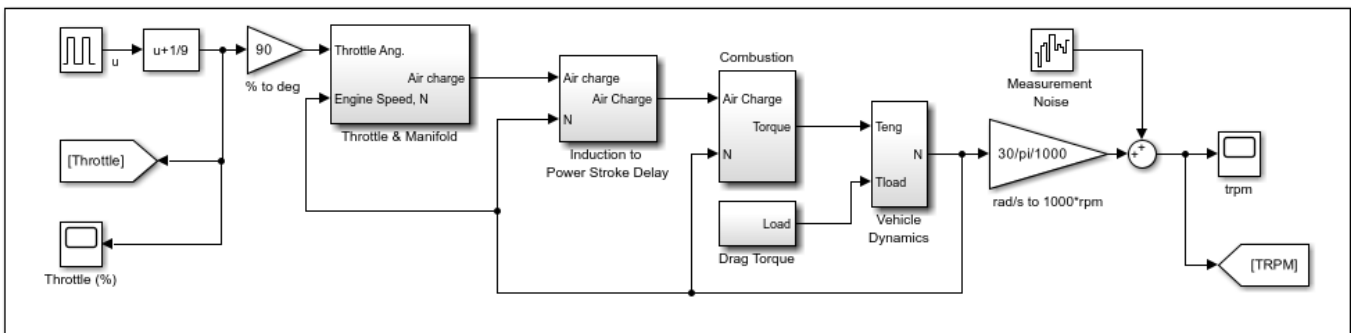 u
u+1/9
90
% to deg
[Throttle]
Throttle (%)
Throttle Ang.
Air charge
Engine Speed, N
Throttle & Manifold
Air charge
Air Charge
N
Induction to
Power Stroke Delay
Combustion
Air Charge
Torque
N
Load
Drag Torque
Teng
N
Tload
Vehicle
Dynamics
30/pi/1000
rad/s to 1000*rpm
Measurement
Noise
+
+
trpm
[TRPM]